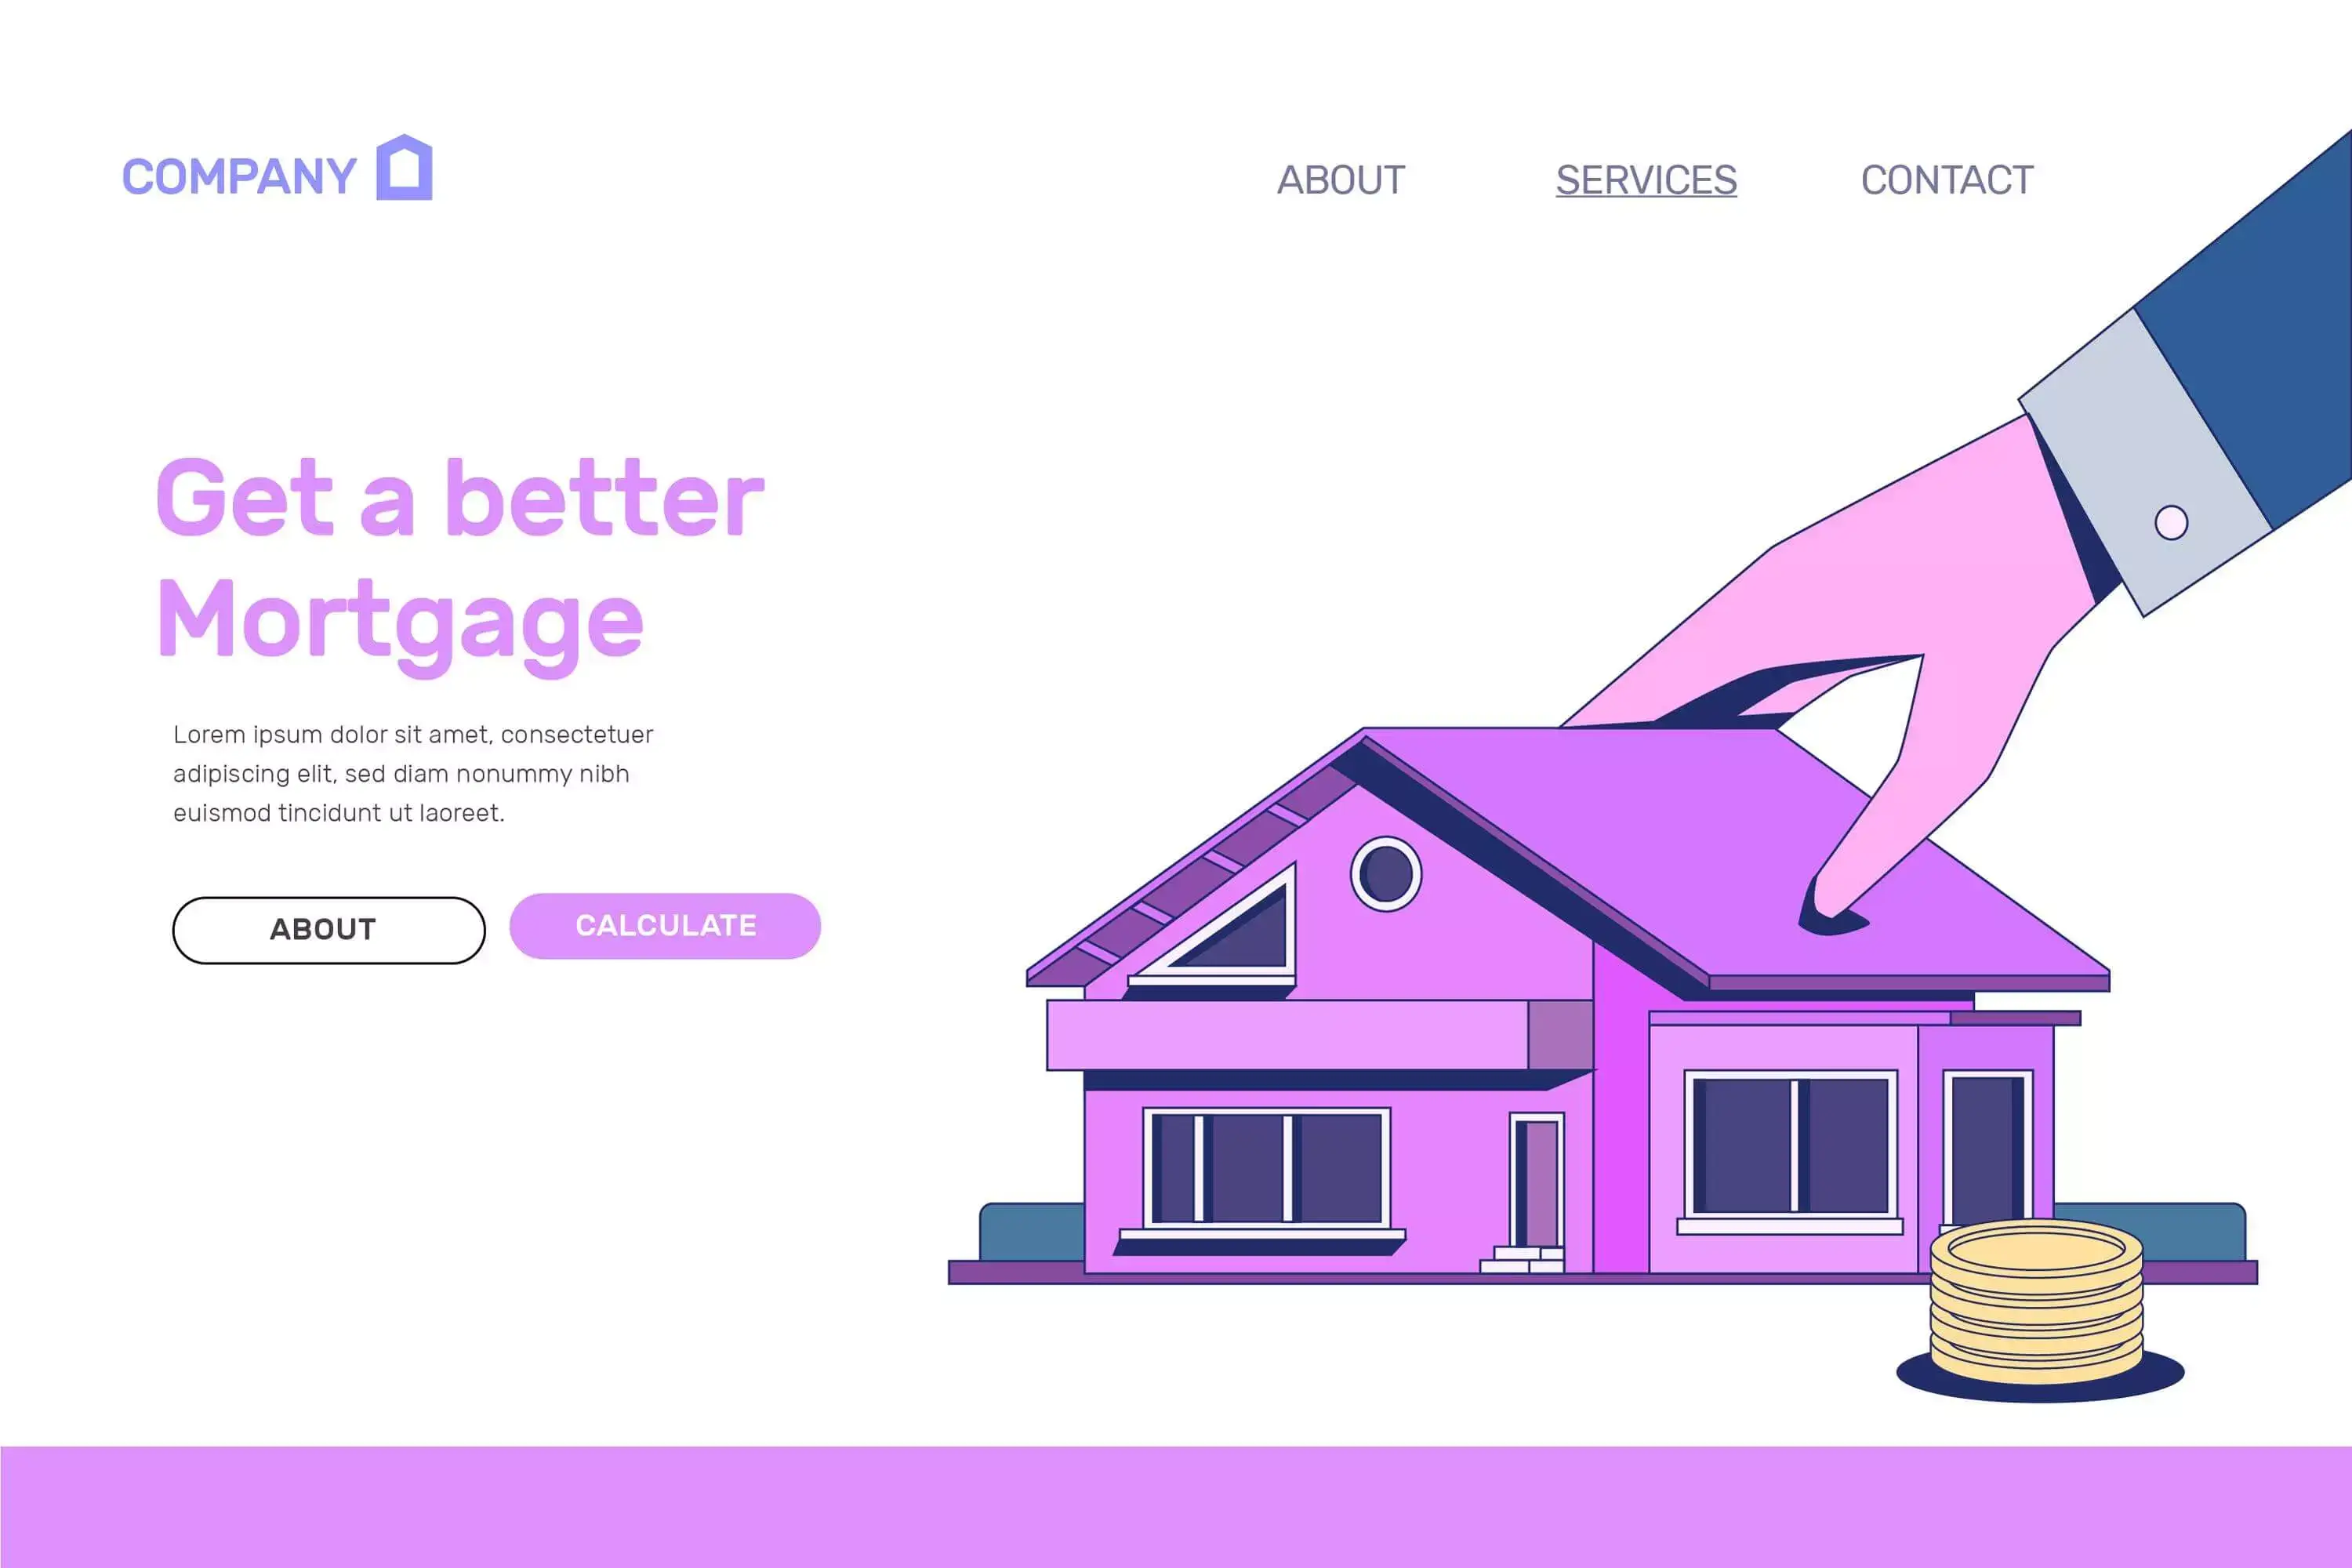 COMPANY
ABOUT
SERVICES
CONTACT
Get a better
Mortgage
Lorem ipsum dolor sit amet, consectetuer
adipiscing elit, sed diam nonummy nibh
euismod tincidunt ut laoreet.
ABOUT
CALCULATE